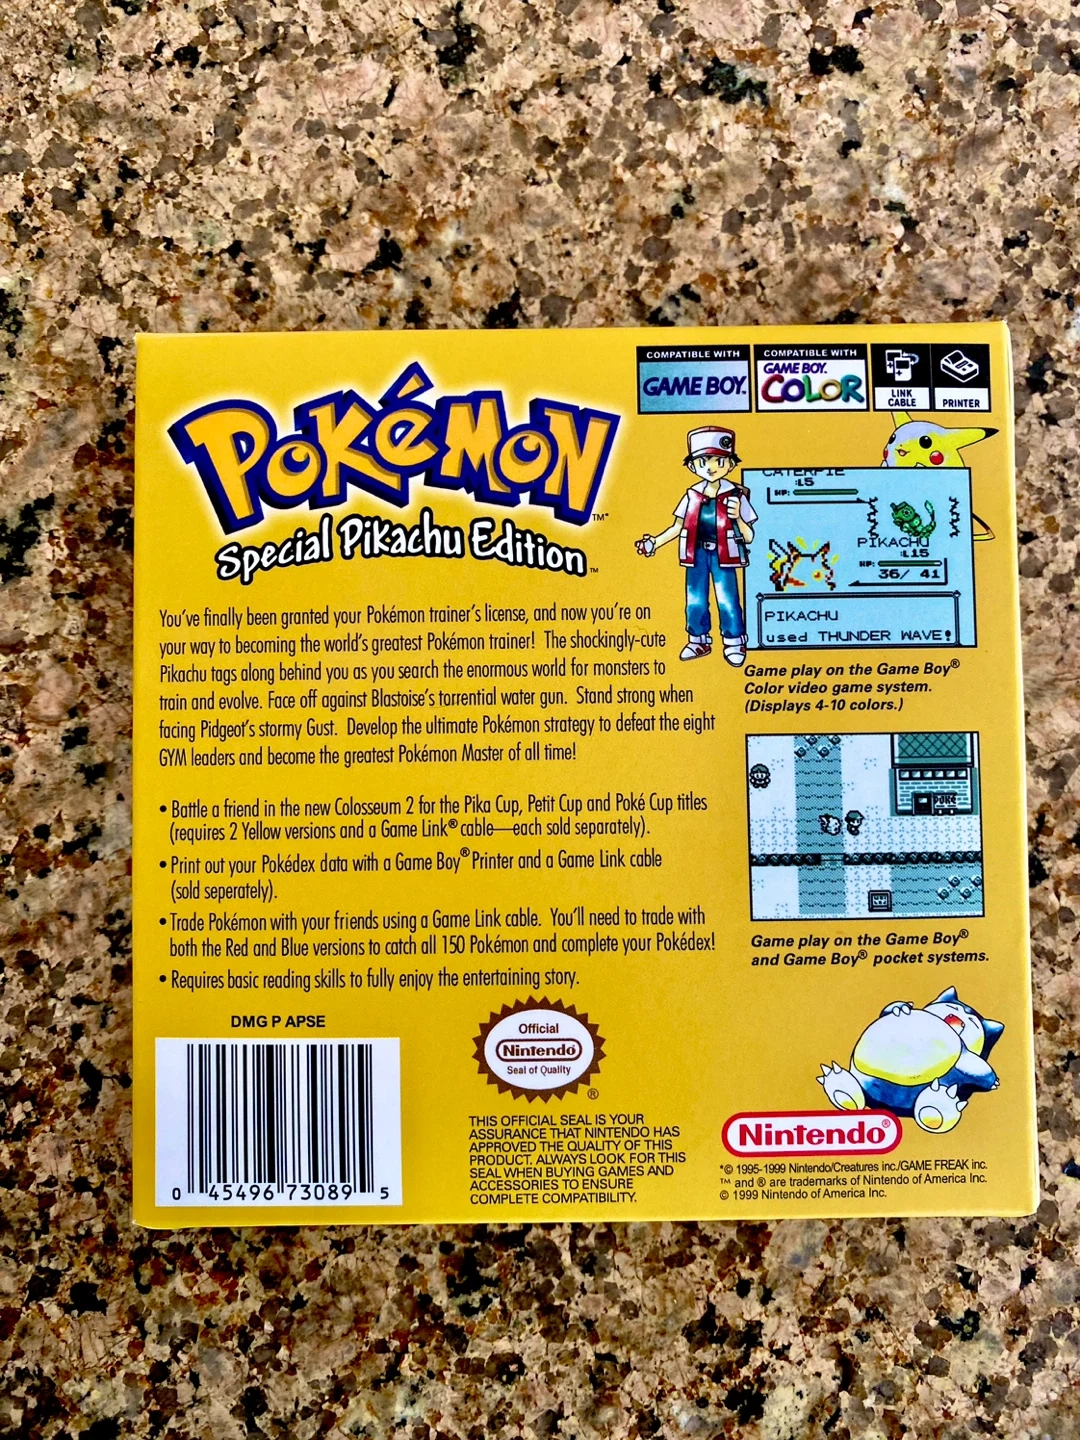 COMPATIBLE WITH
GAME BOY™
COMPATIBLE WITH
GAME BOY
COLOR
LINK
CABLE
PRINTER
POKéMON™*
Special Pikachu Edition™
You've finally been granted your Pokémon trainer's license, and now you're on
your way to becoming the world's greatest Pokémon trainer! The shockingly-cute
Pikachu tags along behind you as you search the enormous world for monsters to
train and evolve. Face off against Blastoise's torrential water gun. Stand strong when
facing Pidgeot's stormy Gust. Develop the ultimate Pokémon strategy to defeat the eight
GYM leaders and become the greatest Pokémon Master of all time!
• Battle a friend in the new Colosseum 2 for the Pika Cup, Petit Cup and Poké Cup titles
(requires 2 Yellow versions and a Game Link® cable—each sold separately).
• Print out your Pokédex data with a Game Boy® Printer and a Game Link cable
(sold seperately).
• Trade Pokémon with your friends using a Game Link cable. You'll need to trade with
both the Red and Blue versions to catch all 150 Pokémon and complete your Pokédex!
• Requires basic reading skills to fully enjoy the entertaining story.
CATERPIE
:L5
HP:
PIKACHU
:L15
HP:
36/ 41
PIKACHU
used THUNDER WAVE!
Game play on the Game Boy®
Color video game system.
(Displays 4-10 colors.)
POKé
Game play on the Game Boy®
and Game Boy® pocket systems.
DMG P APSE
0 45496 73089 5
Official
Nintendo
Seal of Quality
®
THIS OFFICIAL SEAL IS YOUR
ASSURANCE THAT NINTENDO HAS
APPROVED THE QUALITY OF THIS
PRODUCT. ALWAYS LOOK FOR THIS
SEAL WHEN BUYING GAMES AND
ACCESSORIES TO ENSURE
COMPLETE COMPATIBILITY.
Nintendo®
*© 1995-1999 Nintendo/Creatures inc./GAME FREAK inc.
™ and ® are trademarks of Nintendo of America Inc.
© 1999 Nintendo of America Inc.